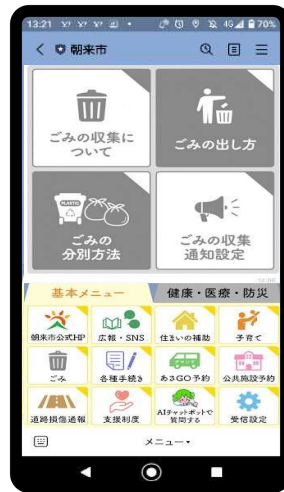 13:21
4G 70%
朝来市
ごみの収集に
ついて
ごみの出し方
PLASTIC
ごみの
分別方法
ごみの収集
通知設定
基本メニュー
健康・医療・防災
朝来市公式HP
広報・SNS
住まいの補助
子育て
ごみ
各種手続き
あさGO予約
公共施設予約
道路損傷通報
支援制度
AIチャットボットで
質問する
受信設定
メニュー▾